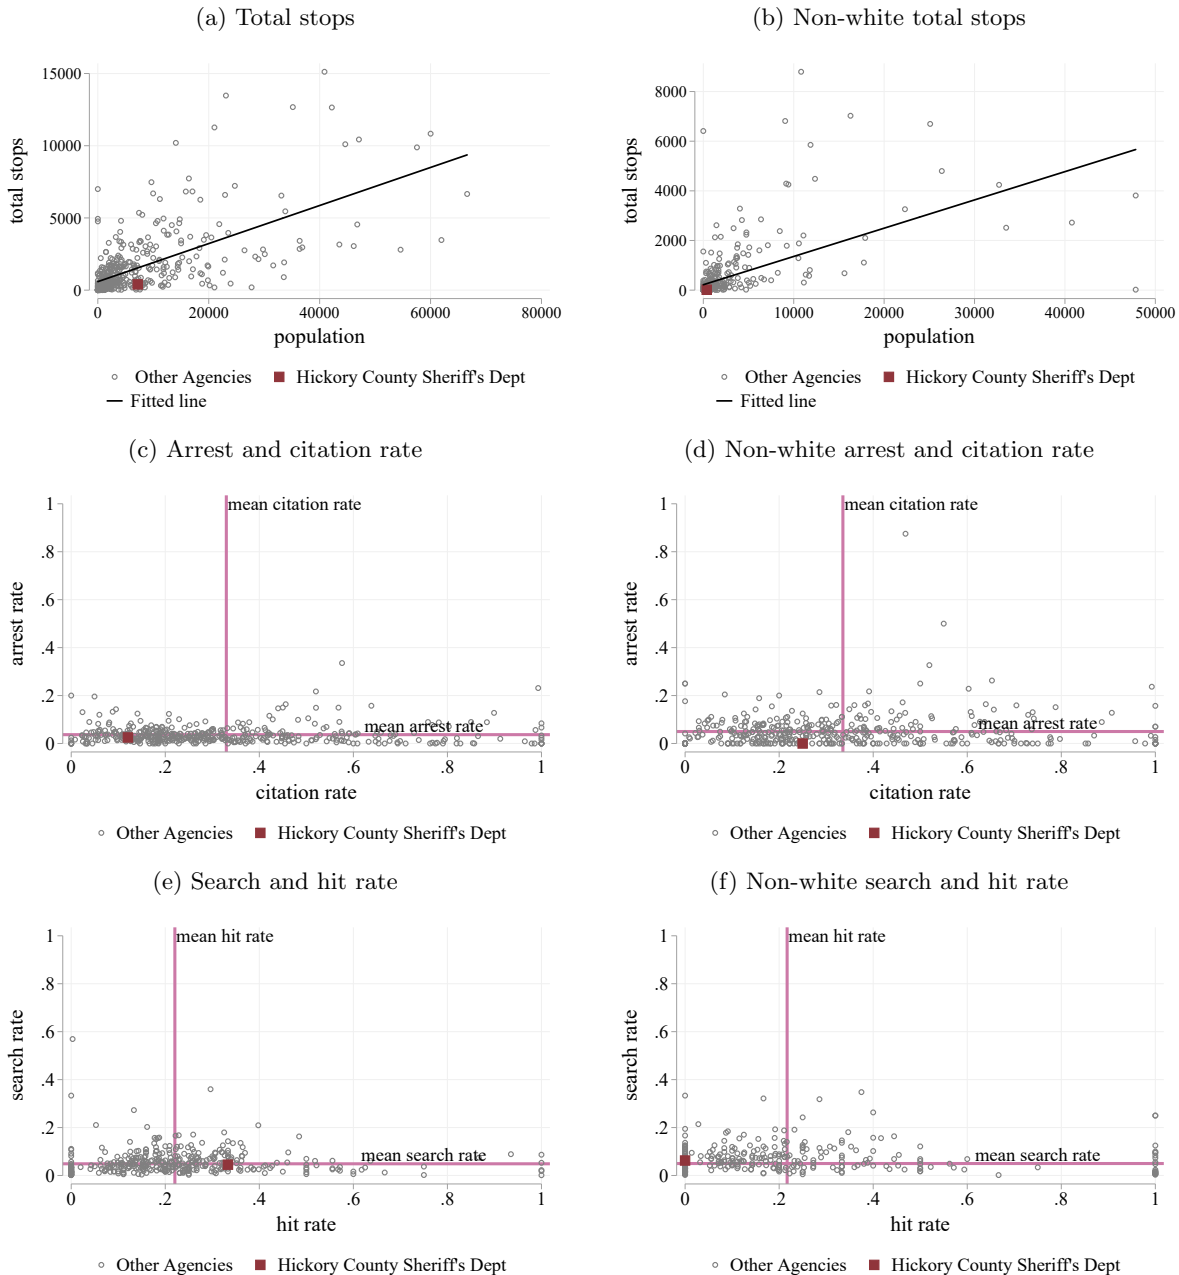 (a) Total stops
(b) Non-white total stops
total stops
15000
10000
5000
0
0 20000 40000 60000 80000
population
Other Agencies Hickory County Sheriff's Dept
Fitted line
total stops
8000
6000
4000
2000
0
0 10000 20000 30000 40000 50000
population
Other Agencies Hickory County Sheriff's Dept
Fitted line
(c) Arrest and citation rate
(d) Non-white arrest and citation rate
arrest rate
1
.8
.6
.4
.2
0
mean citation rate
mean arrest rate
0 .2 .4 .6 .8 1
citation rate
Other Agencies Hickory County Sheriff's Dept
arrest rate
1
.8
.6
.4
.2
0
mean citation rate
mean arrest rate
0 .2 .4 .6 .8 1
citation rate
Other Agencies Hickory County Sheriff's Dept
(e) Search and hit rate
(f) Non-white search and hit rate
search rate
1
.8
.6
.4
.2
0
mean hit rate
mean search rate
0 .2 .4 .6 .8 1
hit rate
Other Agencies Hickory County Sheriff's Dept
search rate
1
.8
.6
.4
.2
0
mean hit rate
mean search rate
0 .2 .4 .6 .8 1
hit rate
Other Agencies Hickory County Sheriff's Dept